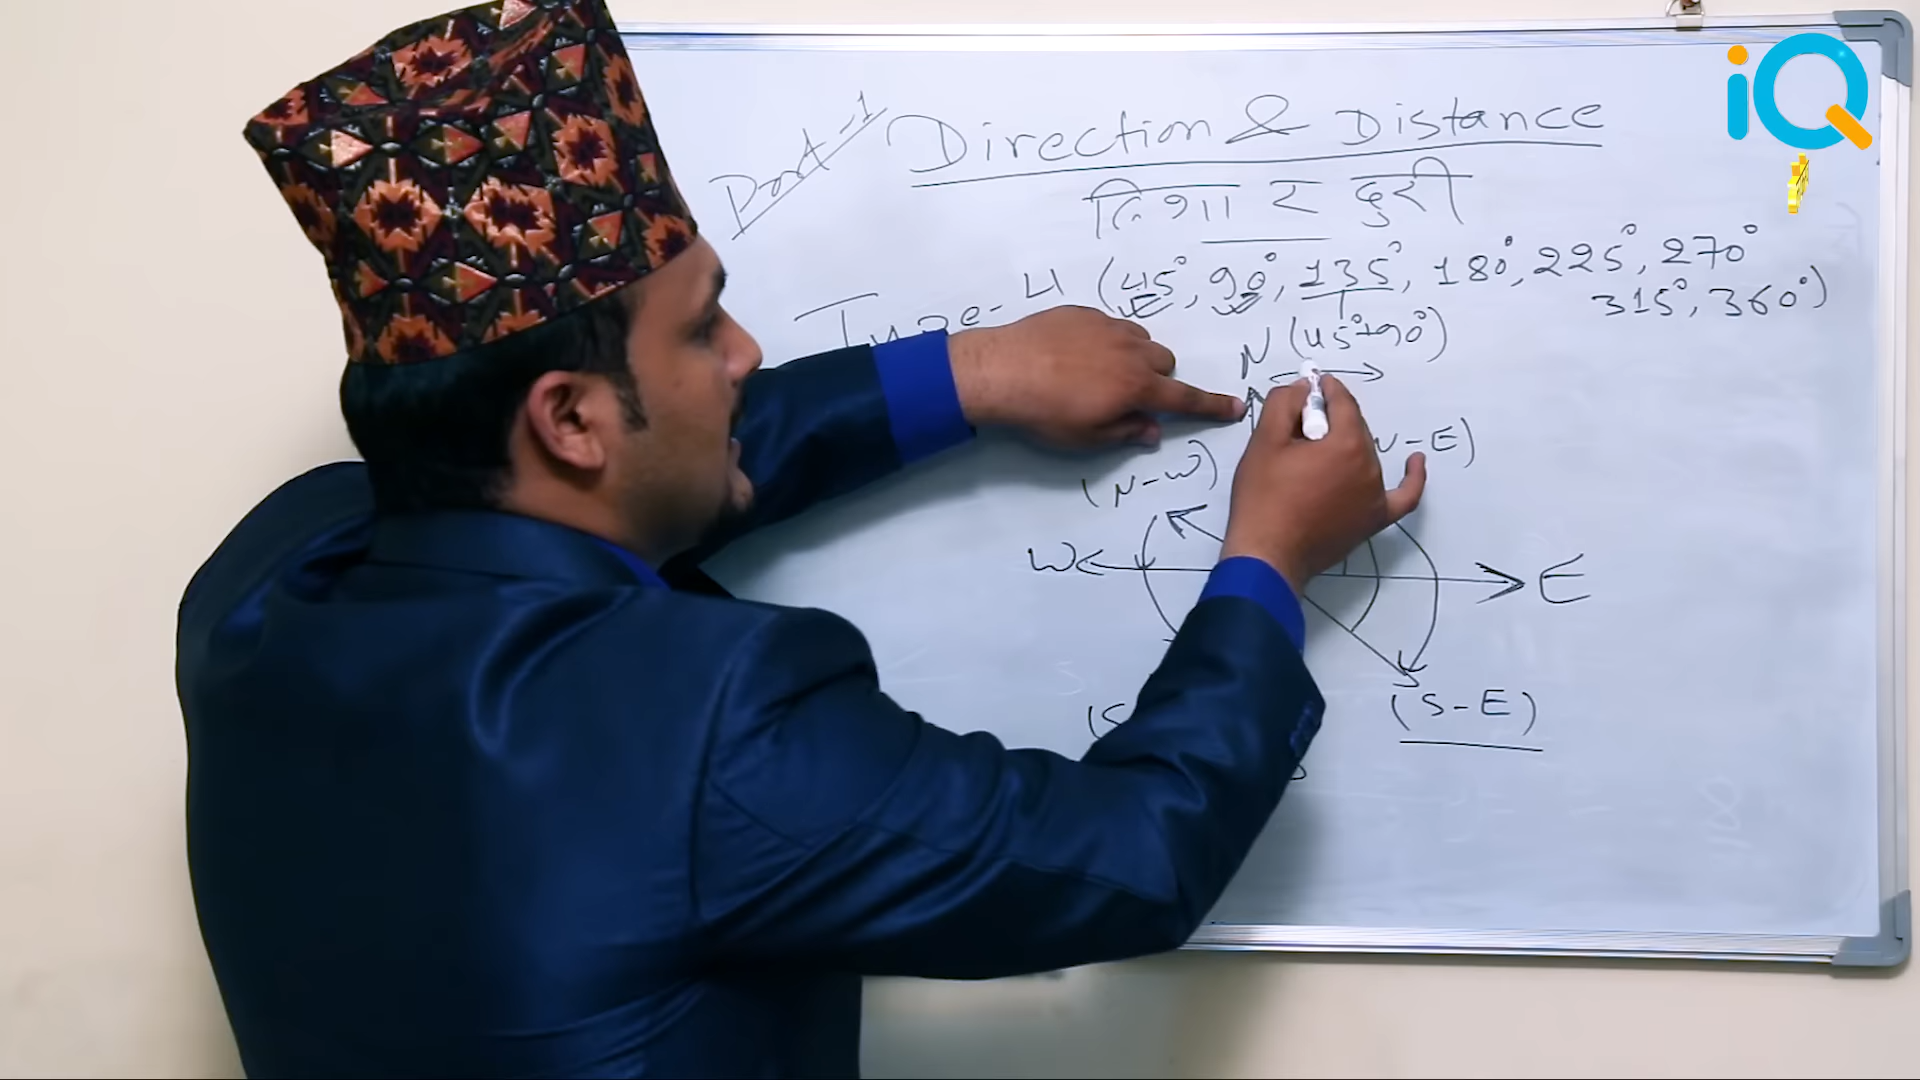 Part-1
Direction & Distance
दिशा र दुरी
Type-4 (45°, 90°, 135°, 180°, 225°, 270°
315°, 360°)
(45°+90°)
N
(N-W)
-E)
W
E
(S
(S-E)
iQ